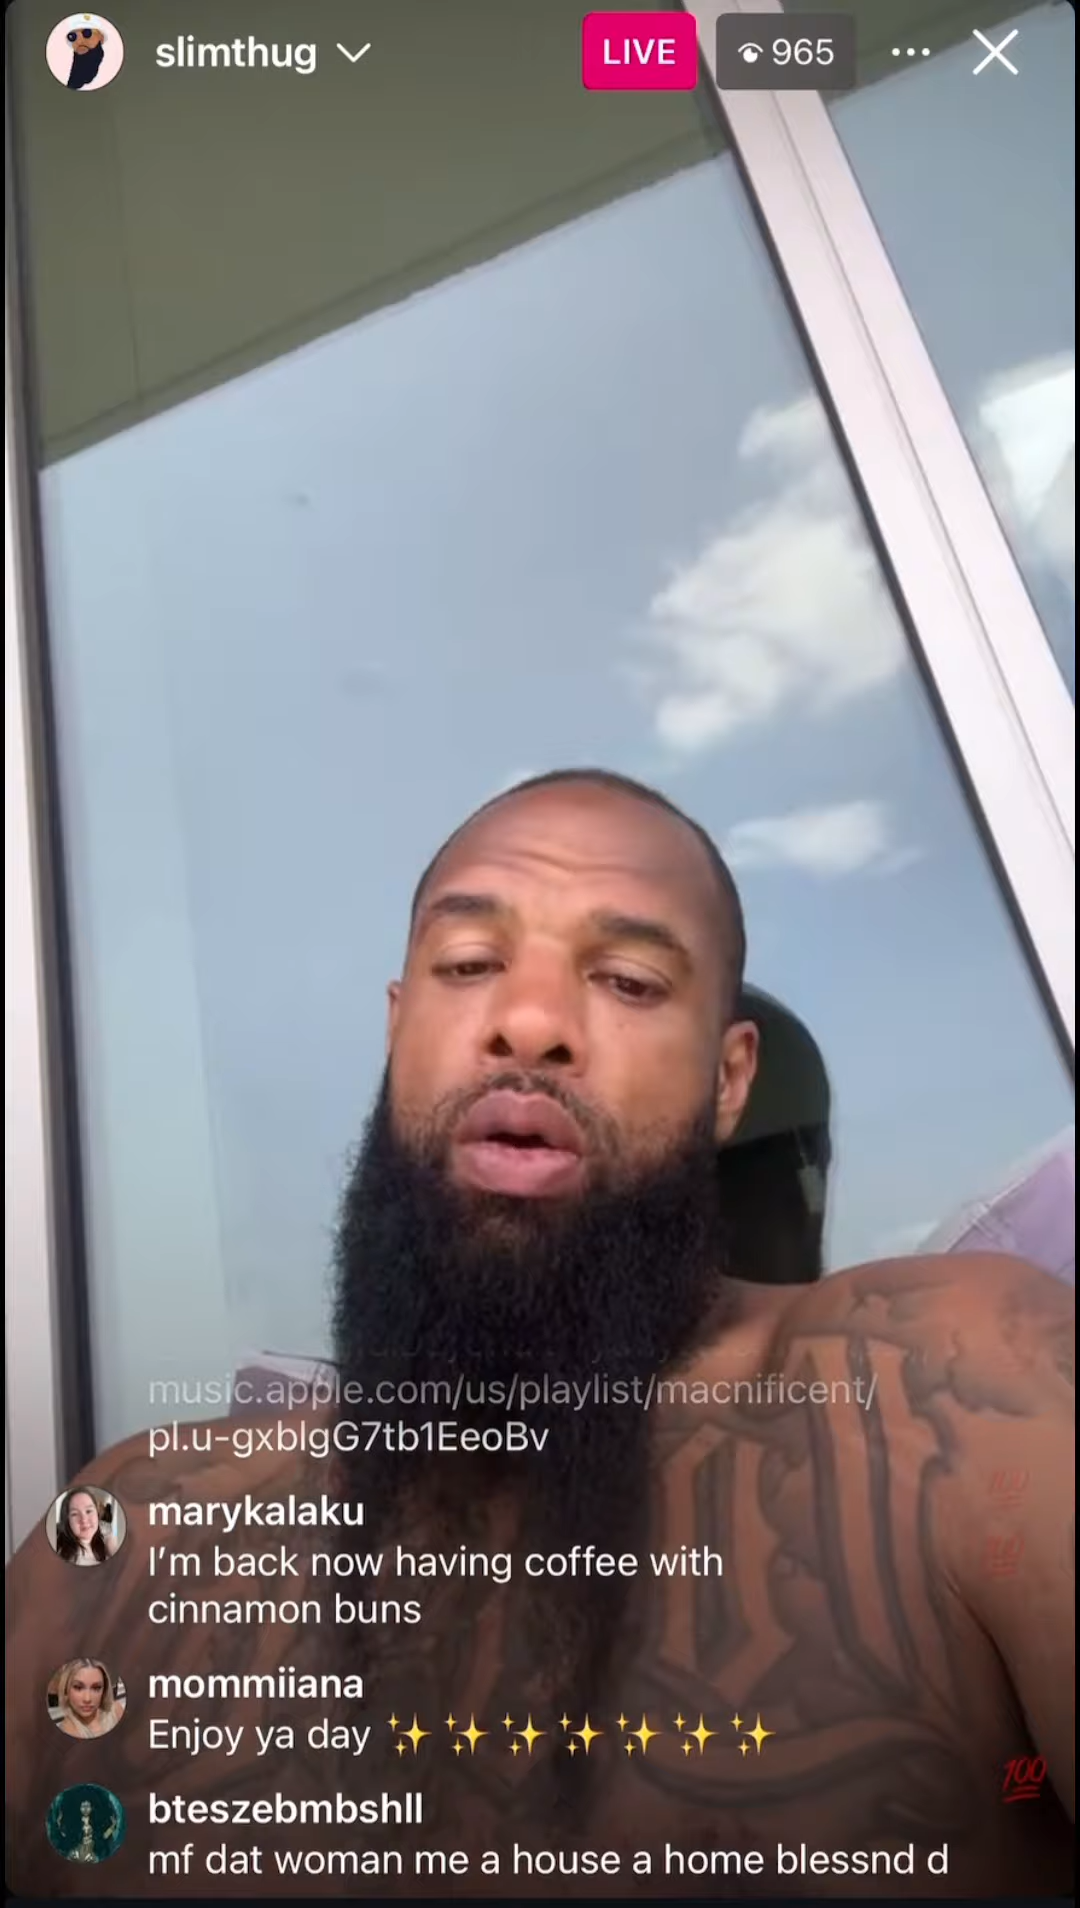 slimthug
LIVE
965
music.apple.com/us/playlist/macnificent/
pl.u-gxblgG7tb1EeoBv
marykalaku
I'm back now having coffee with
cinnamon buns
mommiiana
Enjoy ya day ✨✨✨✨✨✨✨
bteszebmbshll
mf dat woman me a house a home blessnd d
💯